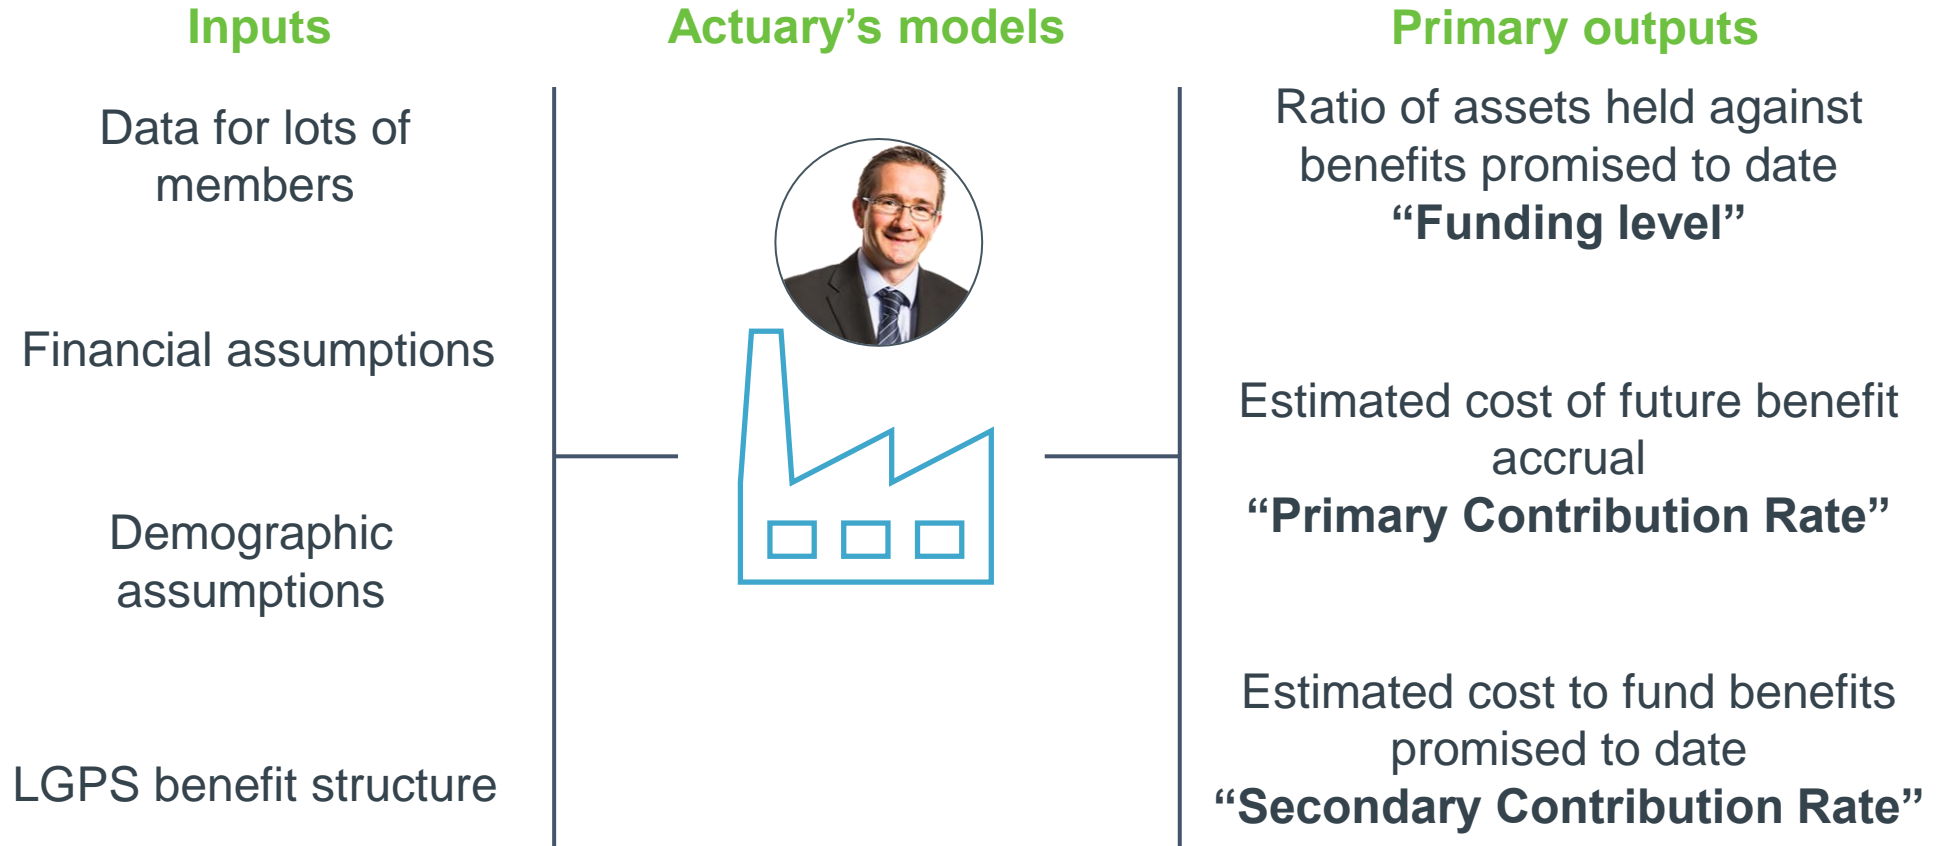 Inputs
Actuary’s models
Primary outputs
Data for lots of
members
Financial assumptions
Demographic
assumptions
LGPS benefit structure
Ratio of assets held against
benefits promised to date
“Funding level”
Estimated cost of future benefit
accrual
“Primary Contribution Rate”
Estimated cost to fund benefits
promised to date
“Secondary Contribution Rate”